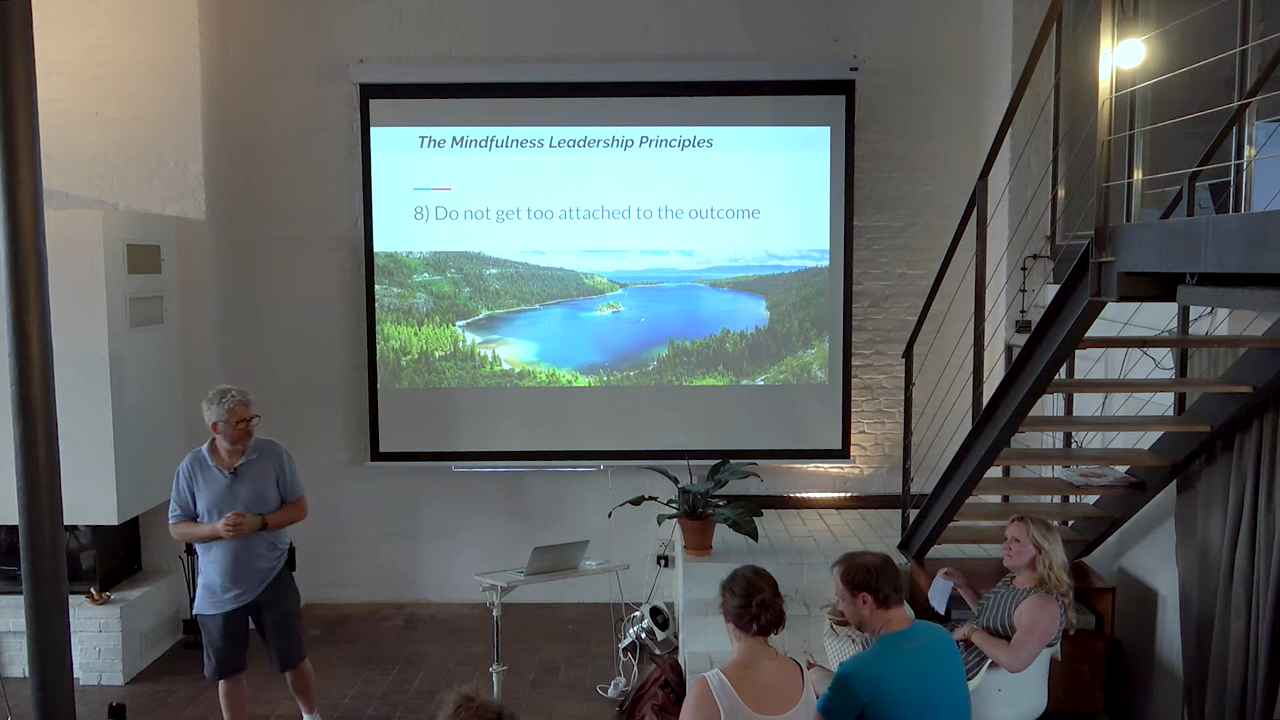 The Mindfulness Leadership Principles
8) Do not get too attached to the outcome